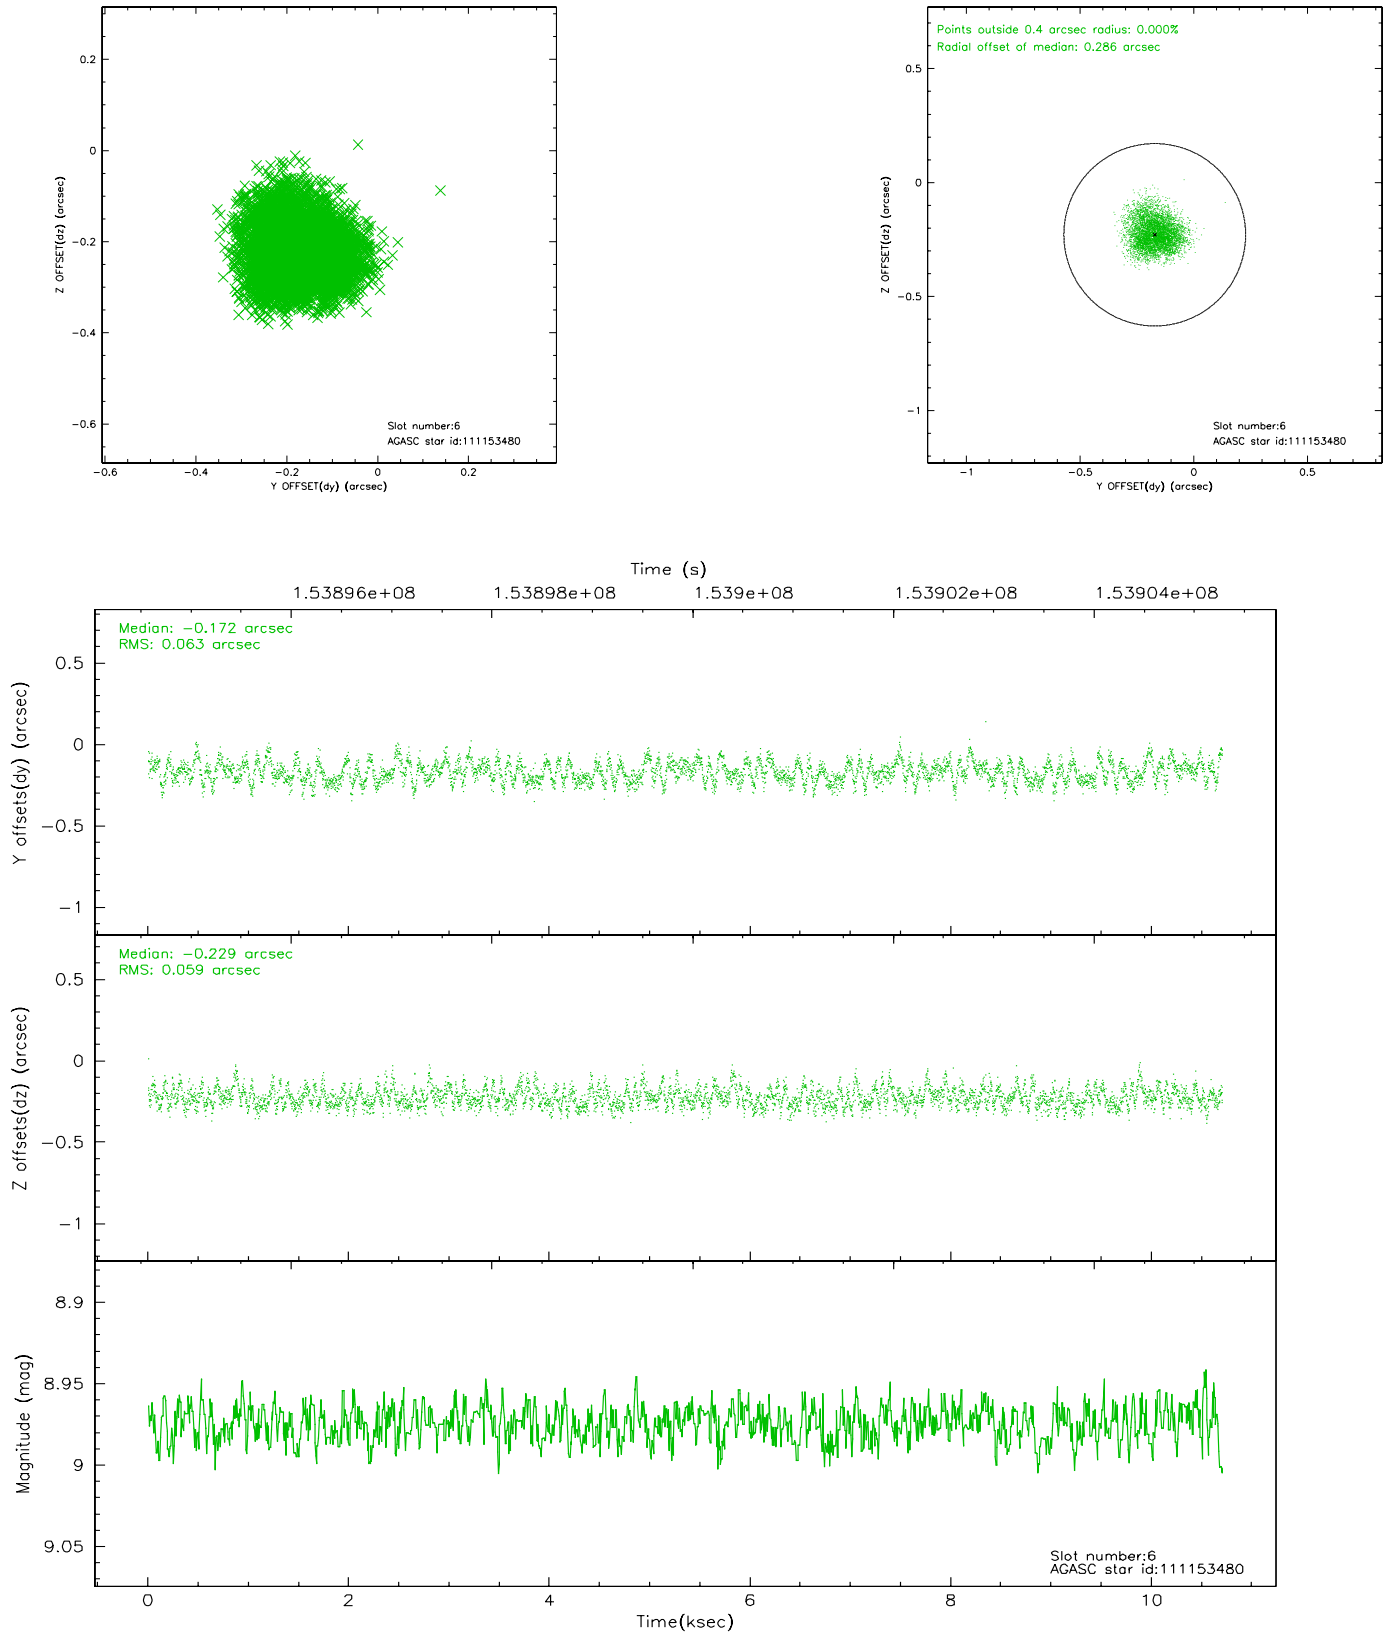 0.2
0
-0.2
-0.4
-0.6
Z OFFSET(dz) (arcsec)
Slot number:6
AGASC star id:111153480
-0.6 -0.4 -0.2 0 0.2
Y OFFSET(dy) (arcsec)
Points outside 0.4 arcsec radius: 0.000%
Radial offset of median: 0.286 arcsec
0.5
0
-0.5
-1
Z OFFSET(dz) (arcsec)
Slot number:6
AGASC star id:111153480
-1 -0.5 0 0.5
Y OFFSET(dy) (arcsec)
Time (s)
1.53896e+08 1.53898e+08 1.539e+08 1.53902e+08 1.53904e+08
Median: -0.172 arcsec
RMS: 0.063 arcsec
0.5
0
-0.5
-1
Y offsets(dy) (arcsec)
Median: -0.229 arcsec
RMS: 0.059 arcsec
0.5
0
-0.5
-1
Z offsets(dz) (arcsec)
8.9
8.95
9
9.05
Magnitude (mag)
Slot number:6
AGASC star id:111153480
0 2 4 6 8 10
Time(ksec)